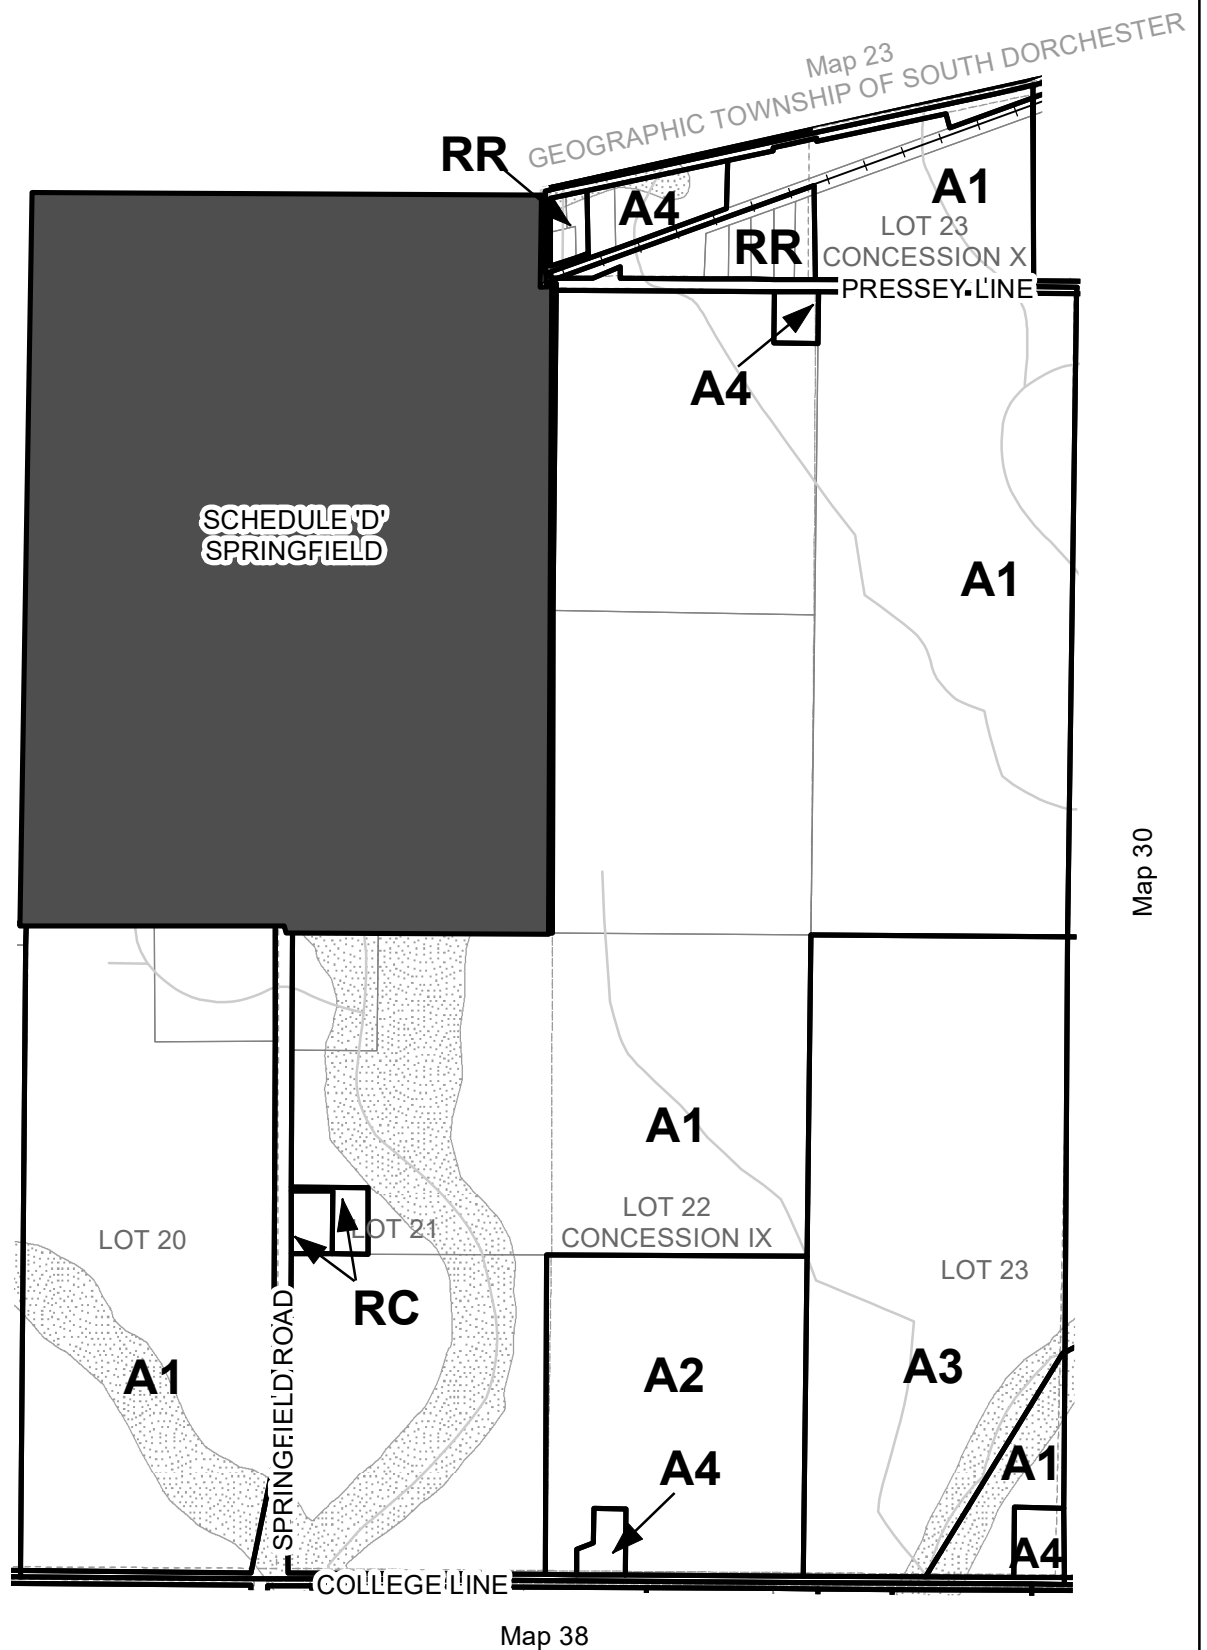 Map 23
GEOGRAPHIC TOWNSHIP OF SOUTH DORCHESTER
RR
A4
A1
RR
LOT 23
CONCESSION X
PRESSEY LINE
A4
SCHEDULE 'D'
SPRINGFIELD
A1
Map 30
A1
LOT 22
CONCESSION IX
LOT 20
LOT 21
LOT 23
RC
SPRINGFIELD ROAD
A1
A2
A3
A4
A1
A4
COLLEGE LINE
Map 38